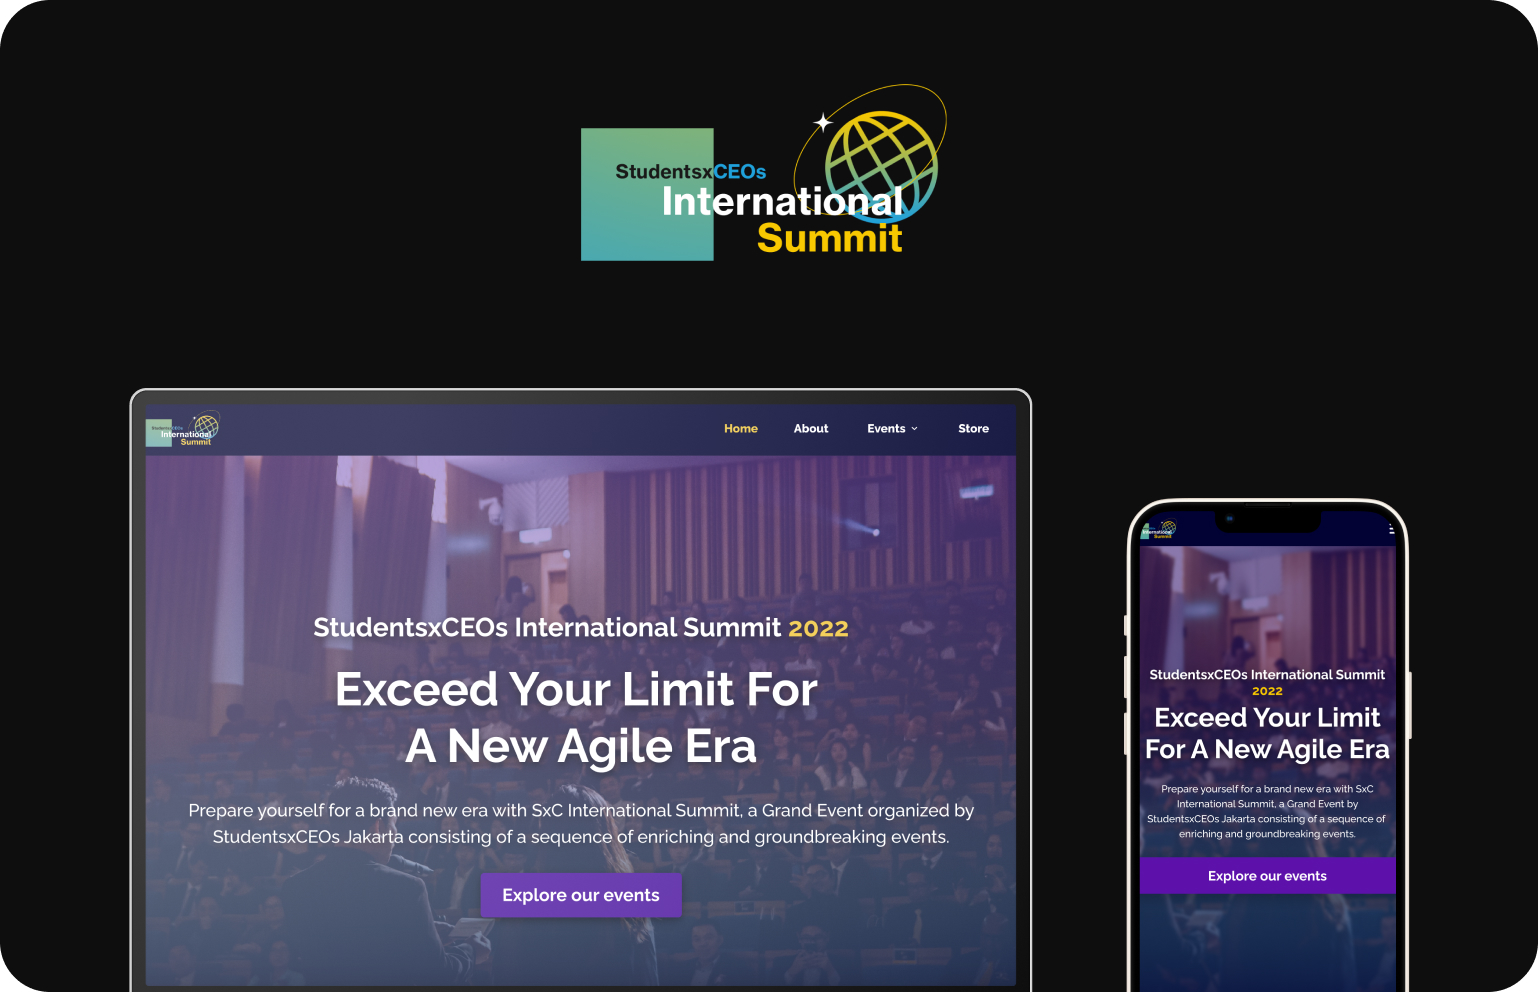 StudentsxCEOs
International
Summit
StudentsxCEOs
International
Summit
Home About Events Store
StudentsxCEOs International Summit 2022
Exceed Your Limit For
A New Agile Era
Prepare yourself for a brand new era with SxC International Summit, a Grand Event organized by
StudentsxCEOs Jakarta consisting of a sequence of enriching and groundbreaking events.
Explore our events
International
Summit
StudentsxCEOs International Summit
2022
Exceed Your Limit
For A New Agile Era
Prepare yourself for a brand new era with SxC
International Summit, a Grand Event by
StudentsxCEOs Jakarta consisting of a sequence of
enriching and groundbreaking events.
Explore our events